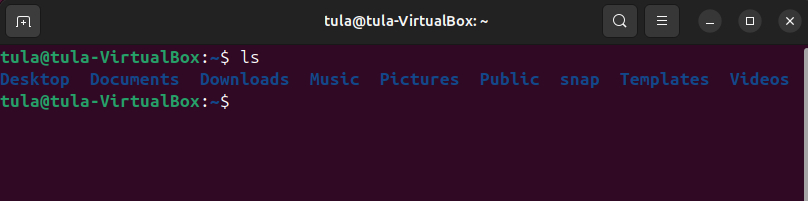 tula@tula-VirtualBox: ~
tula@tula-VirtualBox:~$ ls
Desktop  Documents  Downloads  Music  Pictures  Public  snap  Templates  Videos
tula@tula-VirtualBox:~$